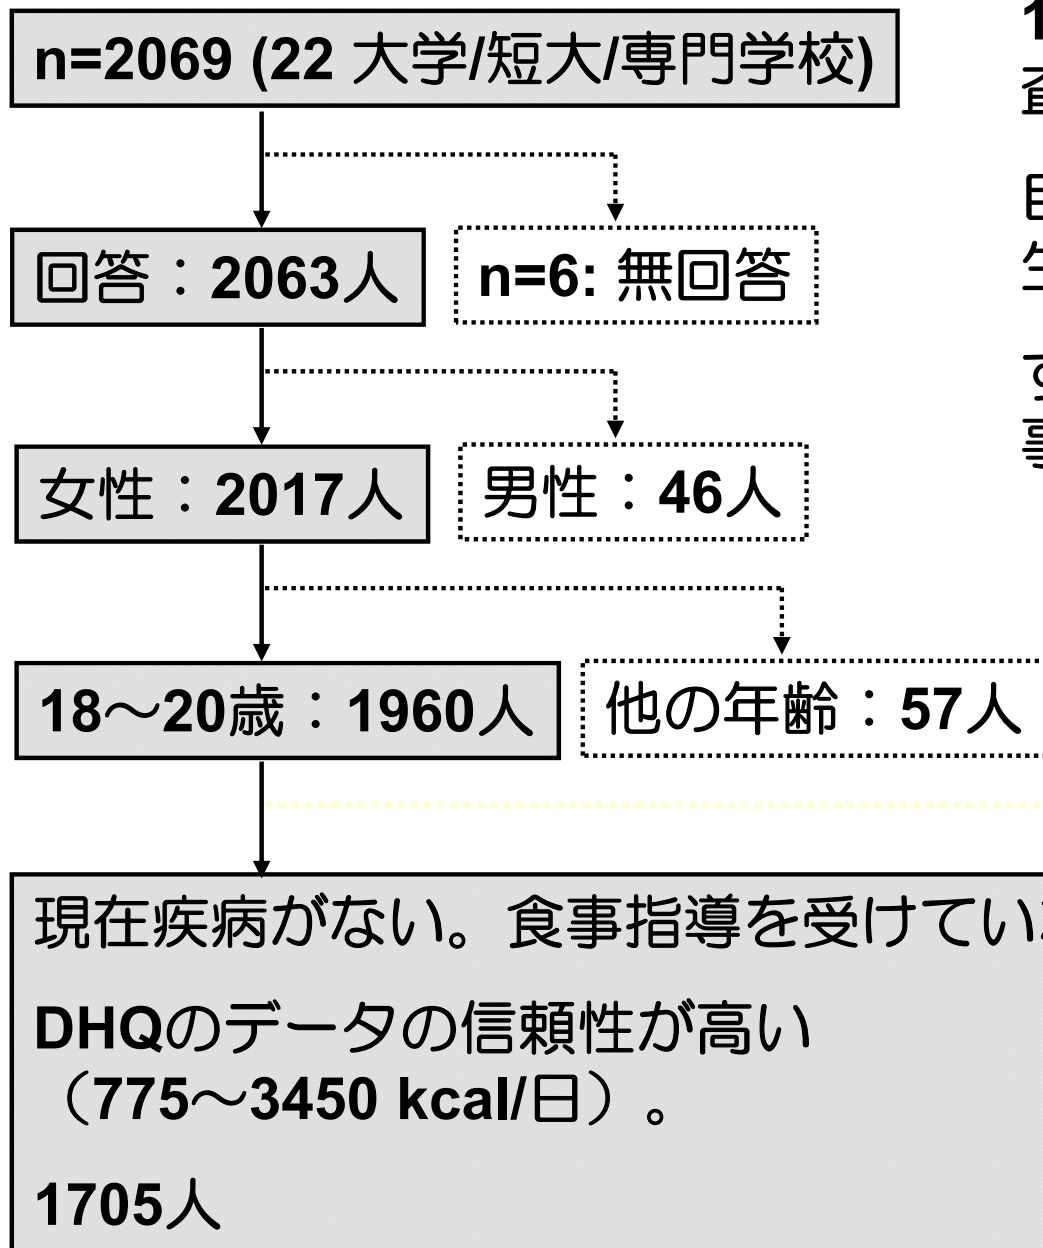 n=2069 (22 大学/短大/専門学校)
回答：2063人
n=6: 無回答
女性：2017人
男性：46人
18～20歳：1960人
他の年齢：57人
現在疾病がない。食事指導を受けてい
DHQのデータの信頼性が高い
（775～3450 kcal/日）。
1705人